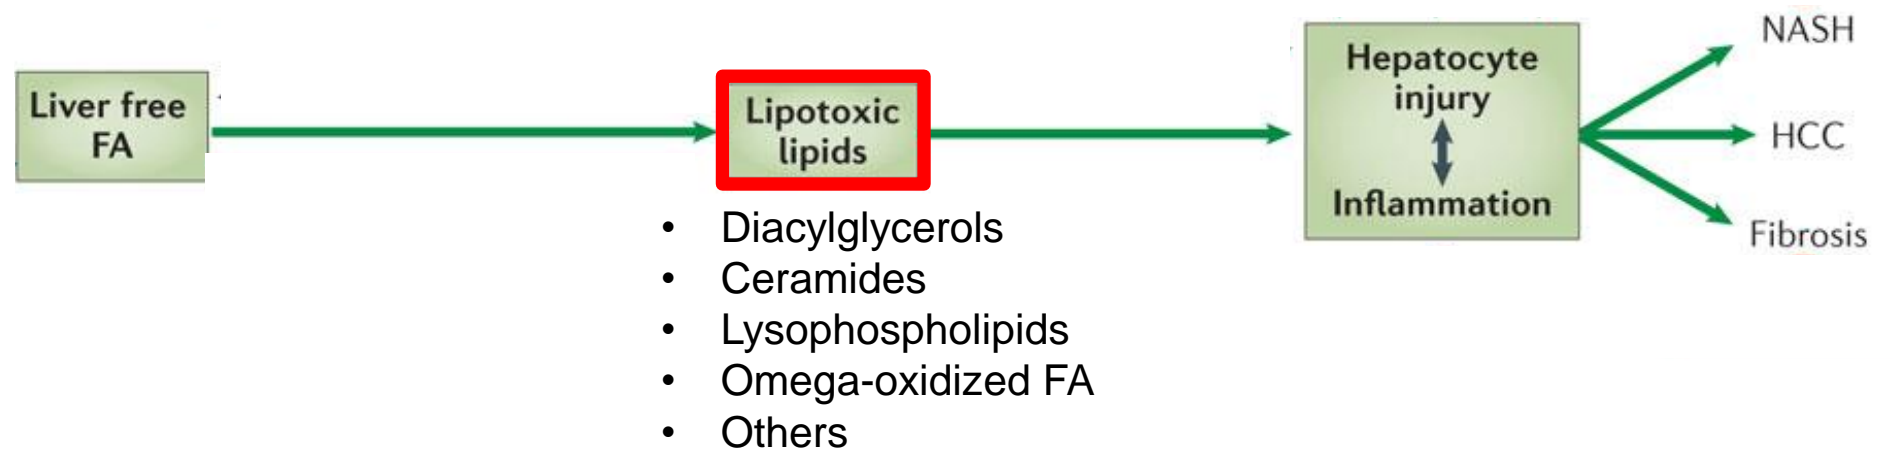 Liver free
FA
Lipotoxic
lipids
• Diacylglycerols
• Ceramides
• Lysophospholipids
• Omega-oxidized FA
• Others
Hepatocyte
injury
Inflammation
NASH
HCC
Fibrosis